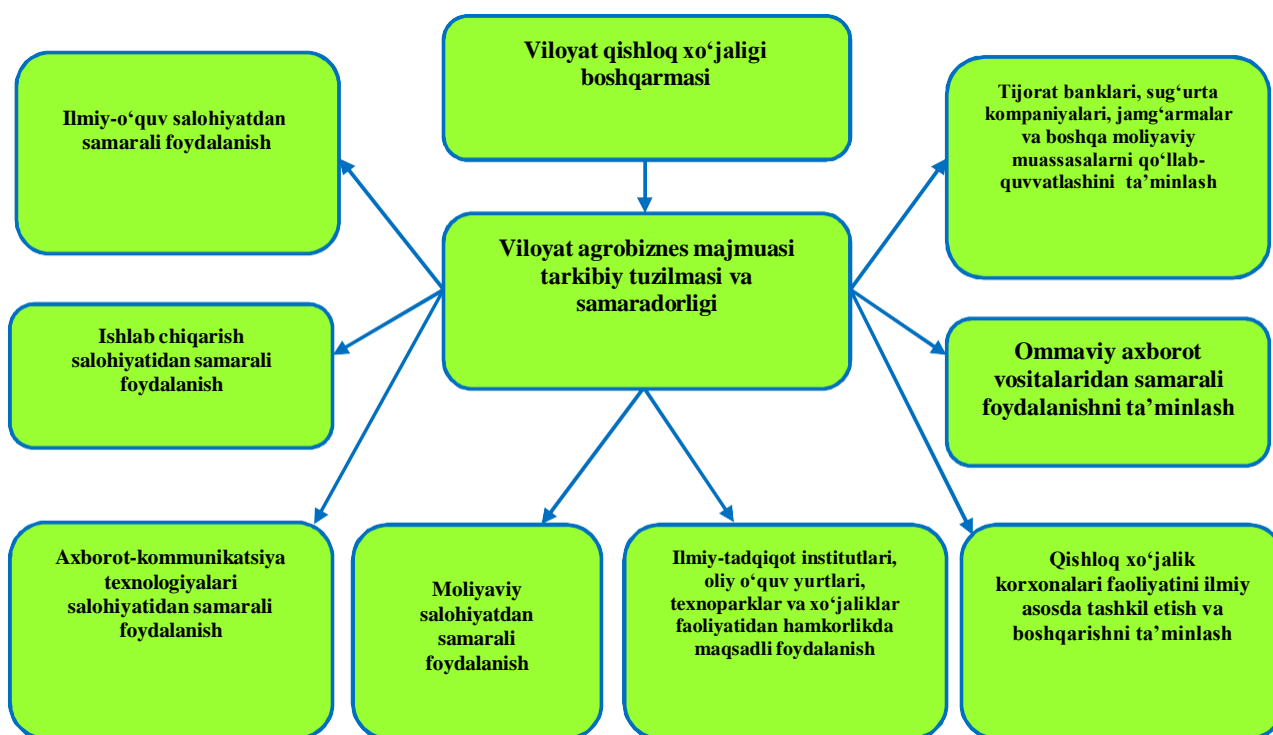 Viloyat qishloq xo‘jaligi
boshqarmasi
Ilmiy-o‘quv salohiyatdan
samarali foydalanish
Tijorat banklari, sug‘urta
kompaniyalari, jamg‘armalar
va boshqa moliyaviy
muassasalarni qo‘llab-
quvvatlashini ta’minlash
Viloyat agrobiznes majmuasi
tarkibiy tuzilmasi va
samaradorligi
Ishlab chiqarish
salohiyatidan samarali
foydalanish
Ommaviy axborot
vositalaridan samarali
foydalanishni ta’minlash
Axborot-kommunikatsiya
texnologiyalari
salohiyatidan samarali
foydalanish
Moliyaviy
salohiyatdan
samarali
foydalanish
Ilmiy-tadqiqot institutlari,
oliy o‘quv yurtlari,
texnoparklar va xo‘jaliklar
faoliyatidan hamkorlikda
maqsadli foydalanish
Qishloq xo‘jalik
korxonalari faoliyatini ilmiy
asosda tashkil etish va
boshqarishni ta’minlash